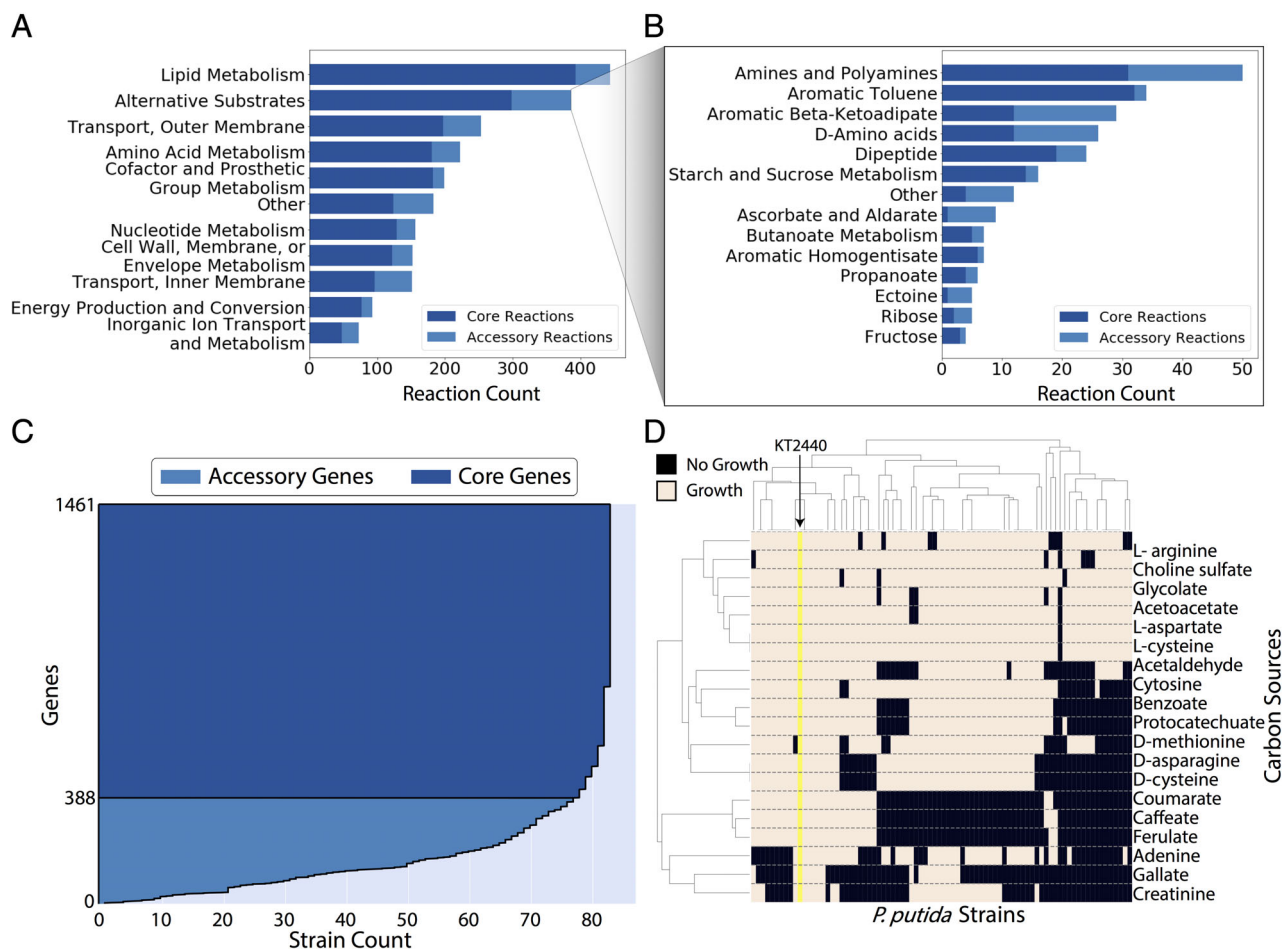 A
Lipid Metabolism
Alternative Substrates
Transport, Outer Membrane
Amino Acid Metabolism
Cofactor and Prosthetic
Group Metabolism
Other
Nucleotide Metabolism
Cell Wall, Membrane, or
Envelope Metabolism
Transport, Inner Membrane
Energy Production and Conversion
Inorganic Ion Transport
and Metabolism
Core Reactions
Accessory Reactions
0 100 200 300 400
Reaction Count
B
Amines and Polyamines
Aromatic Toluene
Aromatic Beta-Ketoadipate
D-Amino acids
Dipeptide
Starch and Sucrose Metabolism
Other
Ascorbate and Aldarate
Butanoate Metabolism
Aromatic Homogentisate
Propanoate
Ectoine
Ribose
Fructose
Core Reactions
Accessory Reactions
0 10 20 30 40 50
Reaction Count
C
Accessory Genes Core Genes
1461
388
0
Genes
0 10 20 30 40 50 60 70 80
Strain Count
D
KT2440
No Growth
Growth
L- arginine
Choline sulfate
Glycolate
Acetoacetate
L-aspartate
L-cysteine
Acetaldehyde
Cytosine
Benzoate
Protocatechuate
D-methionine
D-asparagine
D-cysteine
Coumarate
Caffeate
Ferulate
Adenine
Gallate
Creatinine
Carbon Sources
P. putida Strains